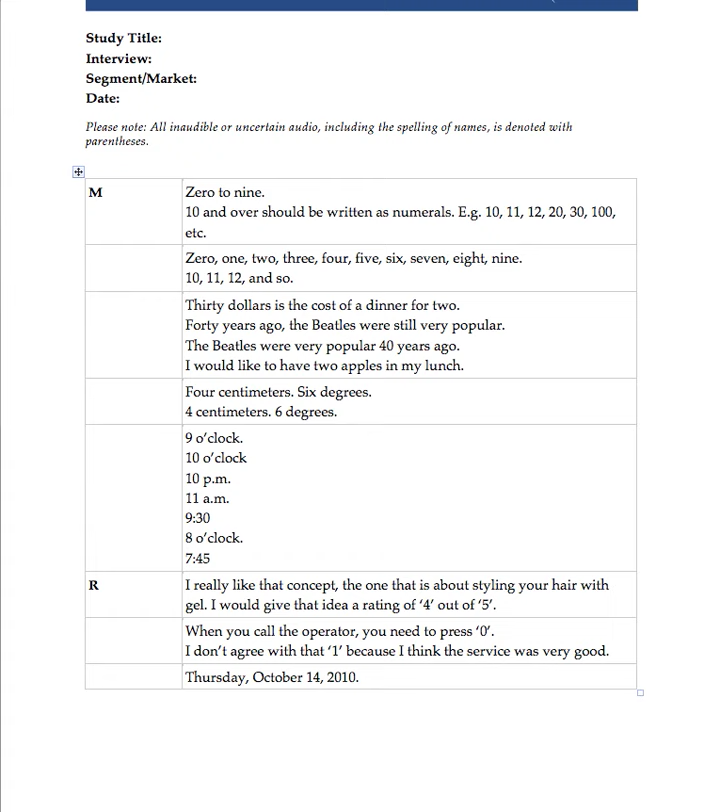 Study Title:
Interview:
Segment/Market:
Date:
Please note: All inaudible or uncertain audio, including the spelling of names, is denoted with
parentheses.
M
Zero to nine.
10 and over should be written as numerals. E.g. 10, 11, 12, 20, 30, 100,
etc.
Zero, one, two, three, four, five, six, seven, eight, nine.
10, 11, 12, and so.
Thirty dollars is the cost of a dinner for two.
Forty years ago, the Beatles were still very popular.
The Beatles were very popular 40 years ago.
I would like to have two apples in my lunch.
Four centimeters. Six degrees.
4 centimeters. 6 degrees.
9 o’clock.
10 o’clock
10 p.m.
11 a.m.
9:30
8 o’clock.
7:45
R
I really like that concept, the one that is about styling your hair with
gel. I would give that idea a rating of ‘4’ out of ‘5’.
When you call the operator, you need to press ‘0’.
I don’t agree with that ‘1’ because I think the service was very good.
Thursday, October 14, 2010.